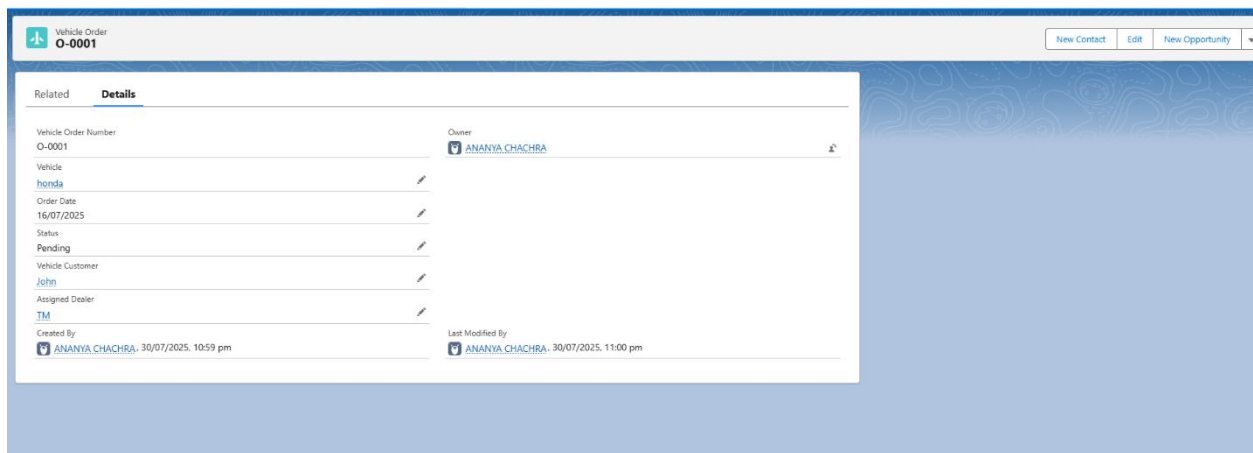 Vehicle Order
O-0001
New Contact
Edit
New Opportunity
Related
Details
Vehicle Order Number
O-0001
Owner
ANANYA CHACHRA
Vehicle
honda
Order Date
16/07/2025
Status
Pending
Vehicle Customer
John
Assigned Dealer
TM
Created By
ANANYA CHACHRA, 30/07/2025, 10:59 pm
Last Modified By
ANANYA CHACHRA, 30/07/2025, 11:00 pm